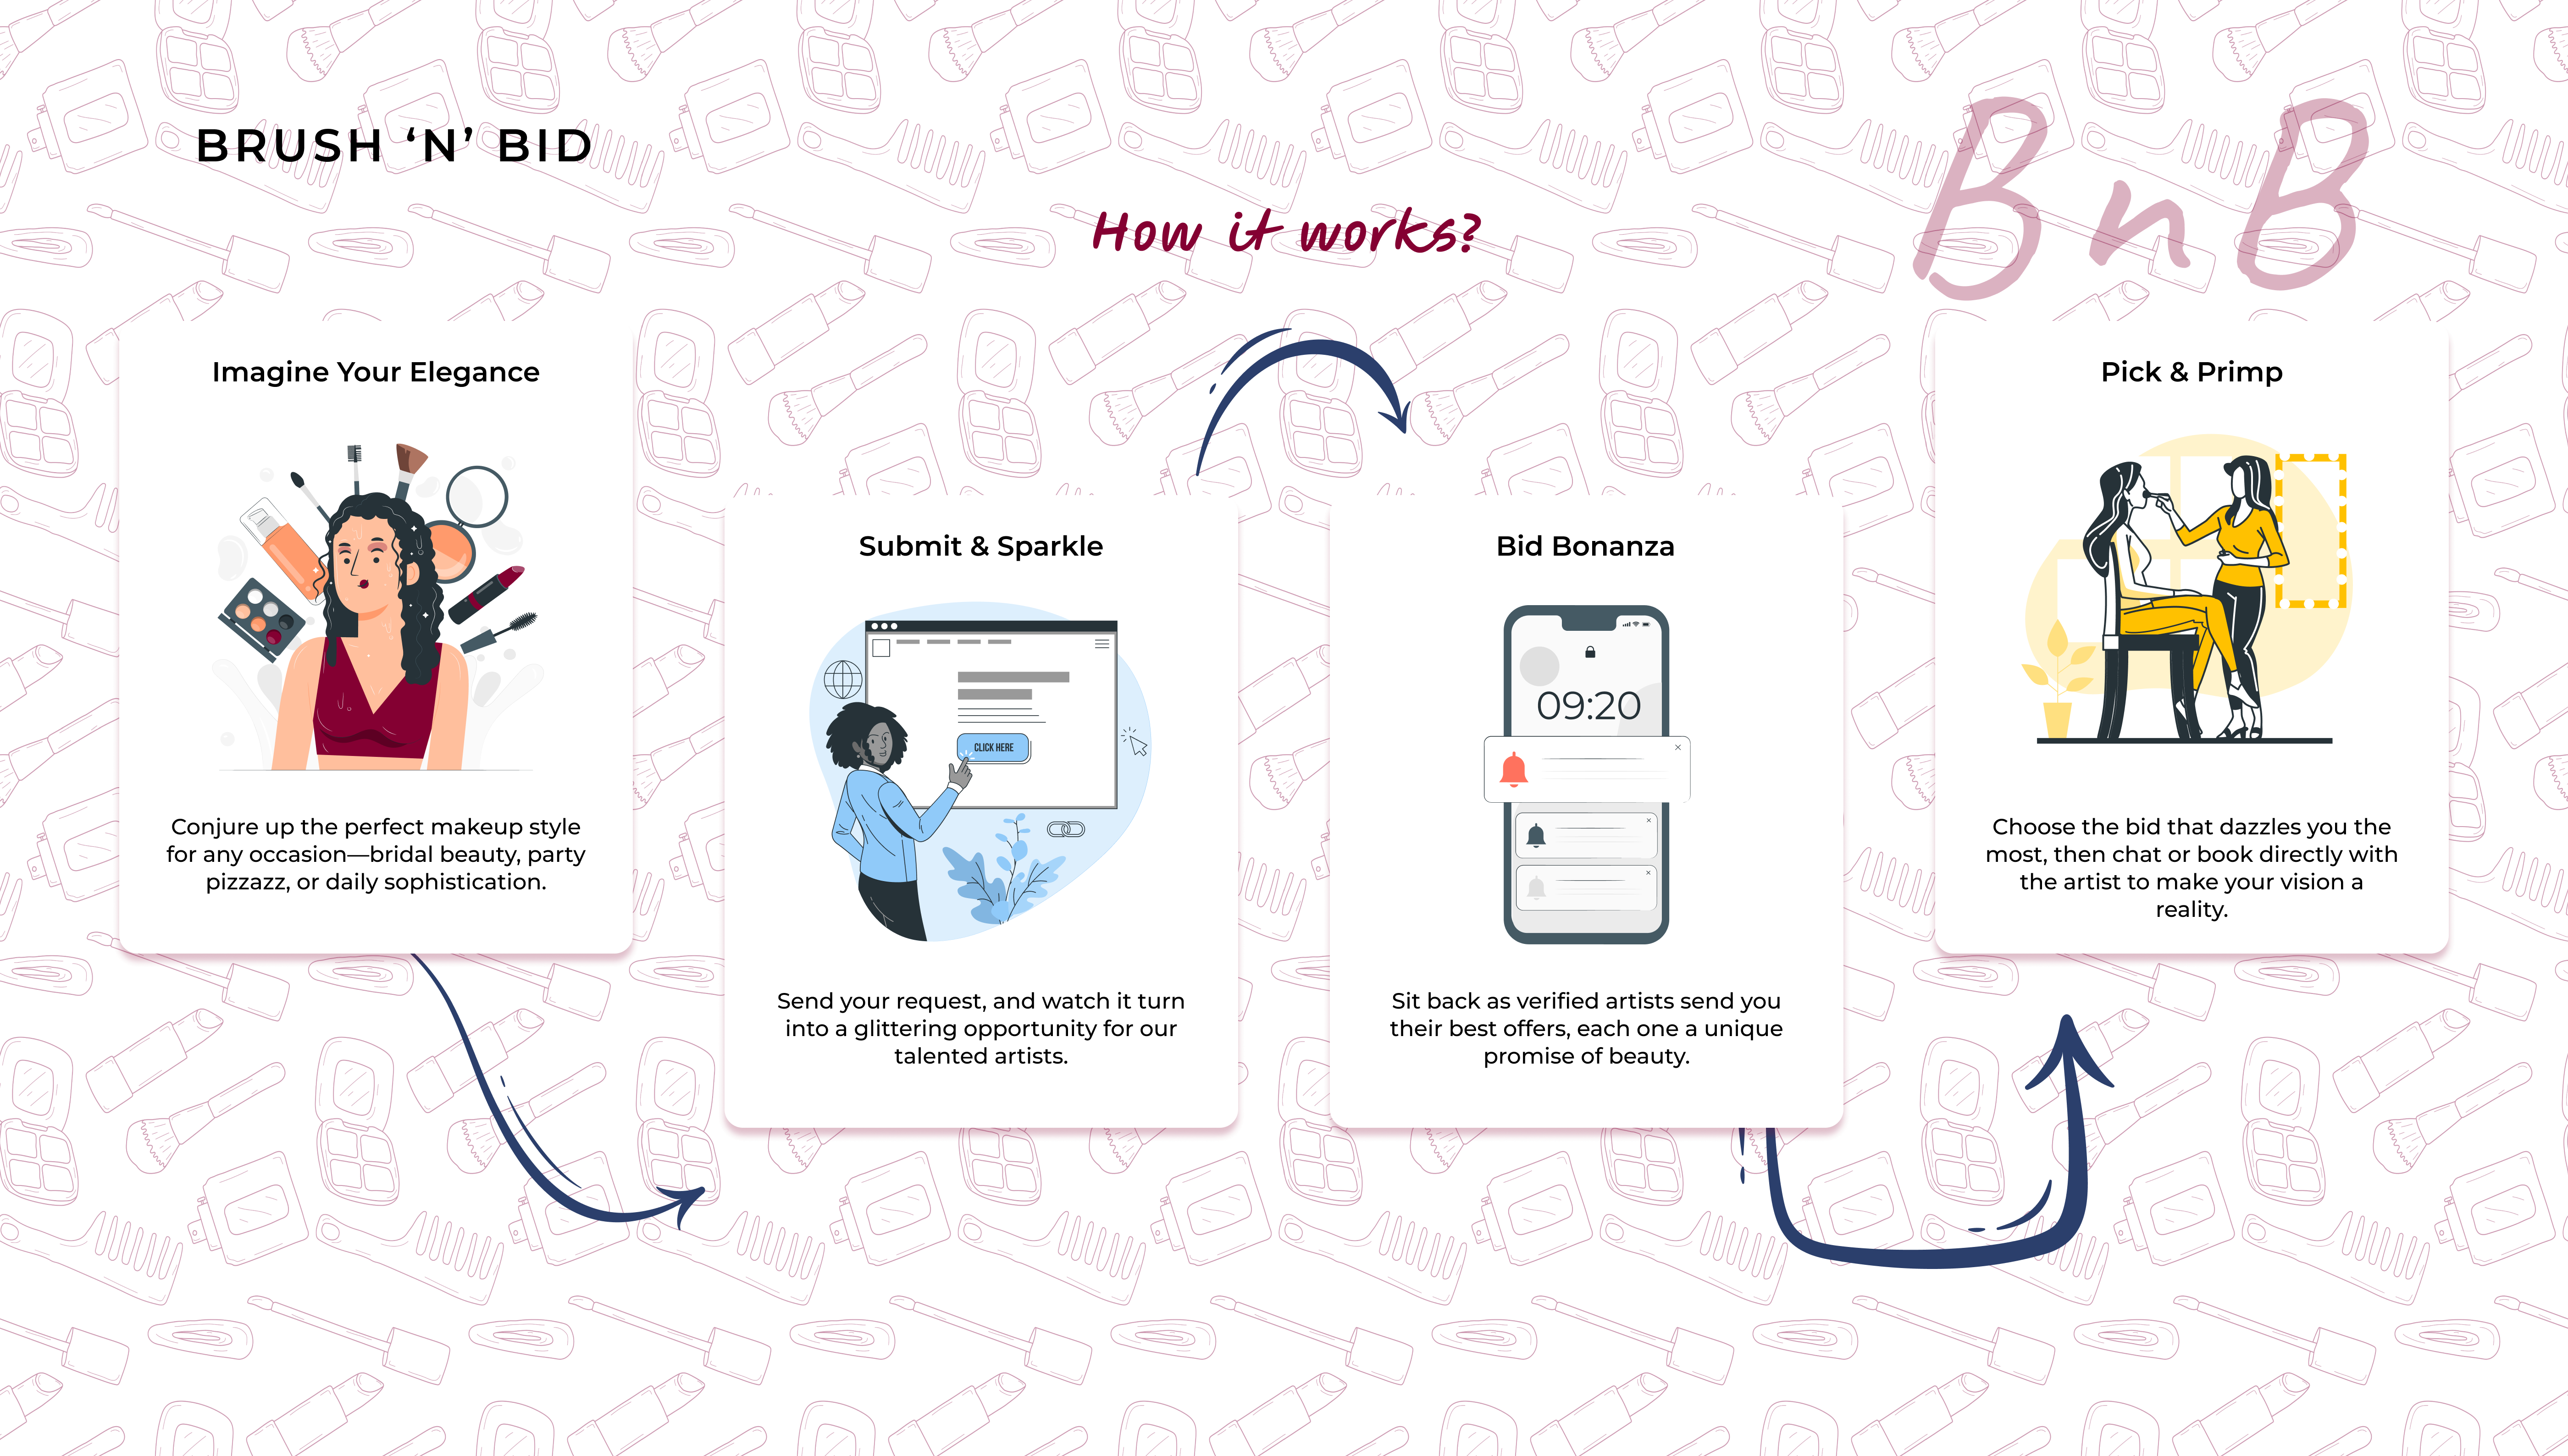 BRUSH ‘N’ BID
BnB
How it works?
Imagine Your Elegance
Conjure up the perfect makeup style
for any occasion—bridal beauty, party
pizzazz, or daily sophistication.
Submit & Sparkle
CLICK HERE
Send your request, and watch it turn
into a glittering opportunity for our
talented artists.
Bid Bonanza
09:20
Sit back as verified artists send you
their best offers, each one a unique
promise of beauty.
Pick & Primp
Choose the bid that dazzles you the
most, then chat or book directly with
the artist to make your vision a
reality.